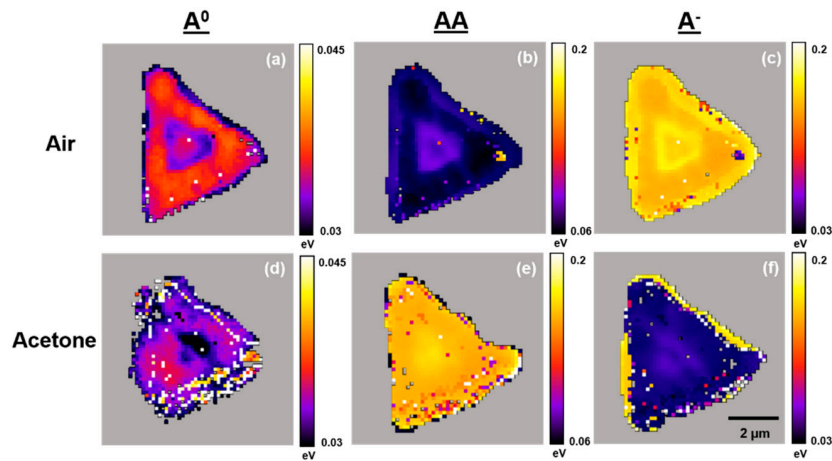 A⁰ AA A⁻
Air
(a) 0.045 0.03 eV
(b) 0.2 0.06 eV
(c) 0.2 0.03 eV
Acetone
(d) 0.045 0.03 eV
(e) 0.2 0.06 eV
(f) 0.2 0.03 eV
2 µm